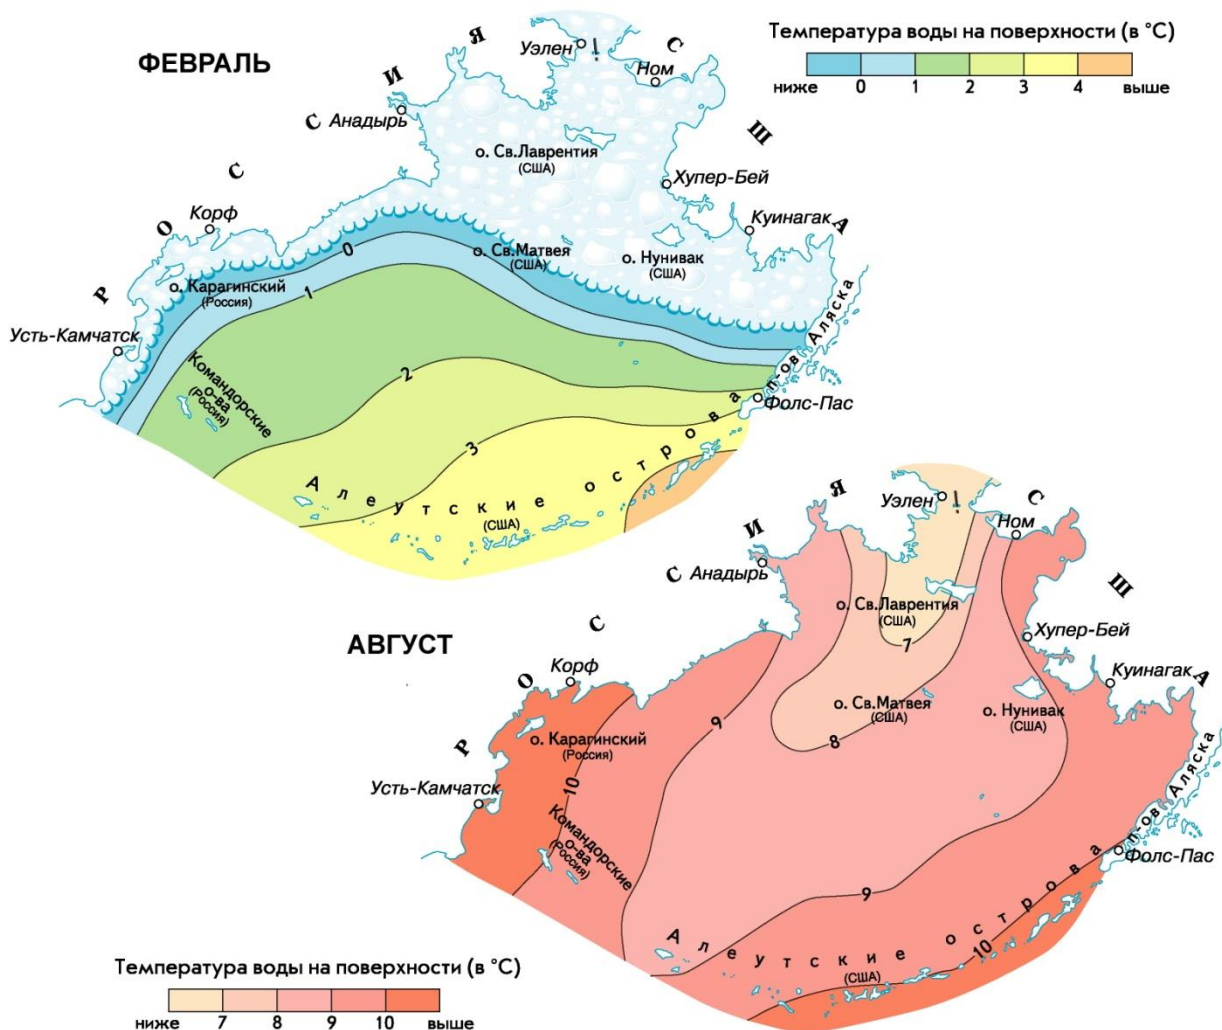 ФЕВРАЛЬ
Температура воды на поверхности (в °C)
ниже 0 1 2 3 4 выше
РОССИЯ
США
Уэлен
!
Ном
Анадырь
о. Св.Лаврентия
(США)
Хупер-Бей
Корф
Куинагак
о. Св.Матвея
(США)
о. Нунивак
(США)
о. Карагинский
(Россия)
Усть-Камчатск
Командорские
о-ва
(Россия)
п-ов Аляска
Фолс-Пас
Алеутские острова
(США)
0
1
2
3
АВГУСТ
РОССИЯ
США
Уэлен
!
Ном
Анадырь
о. Св.Лаврентия
(США)
Хупер-Бей
Корф
Куинагак
о. Св.Матвея
(США)
о. Нунивак
(США)
о. Карагинский
(Россия)
Усть-Камчатск
Командорские
о-ва
(Россия)
п-ов Аляска
Фолс-Пас
Алеутские острова
(США)
7
8
9
10
9
10
Температура воды на поверхности (в °C)
ниже 7 8 9 10 выше